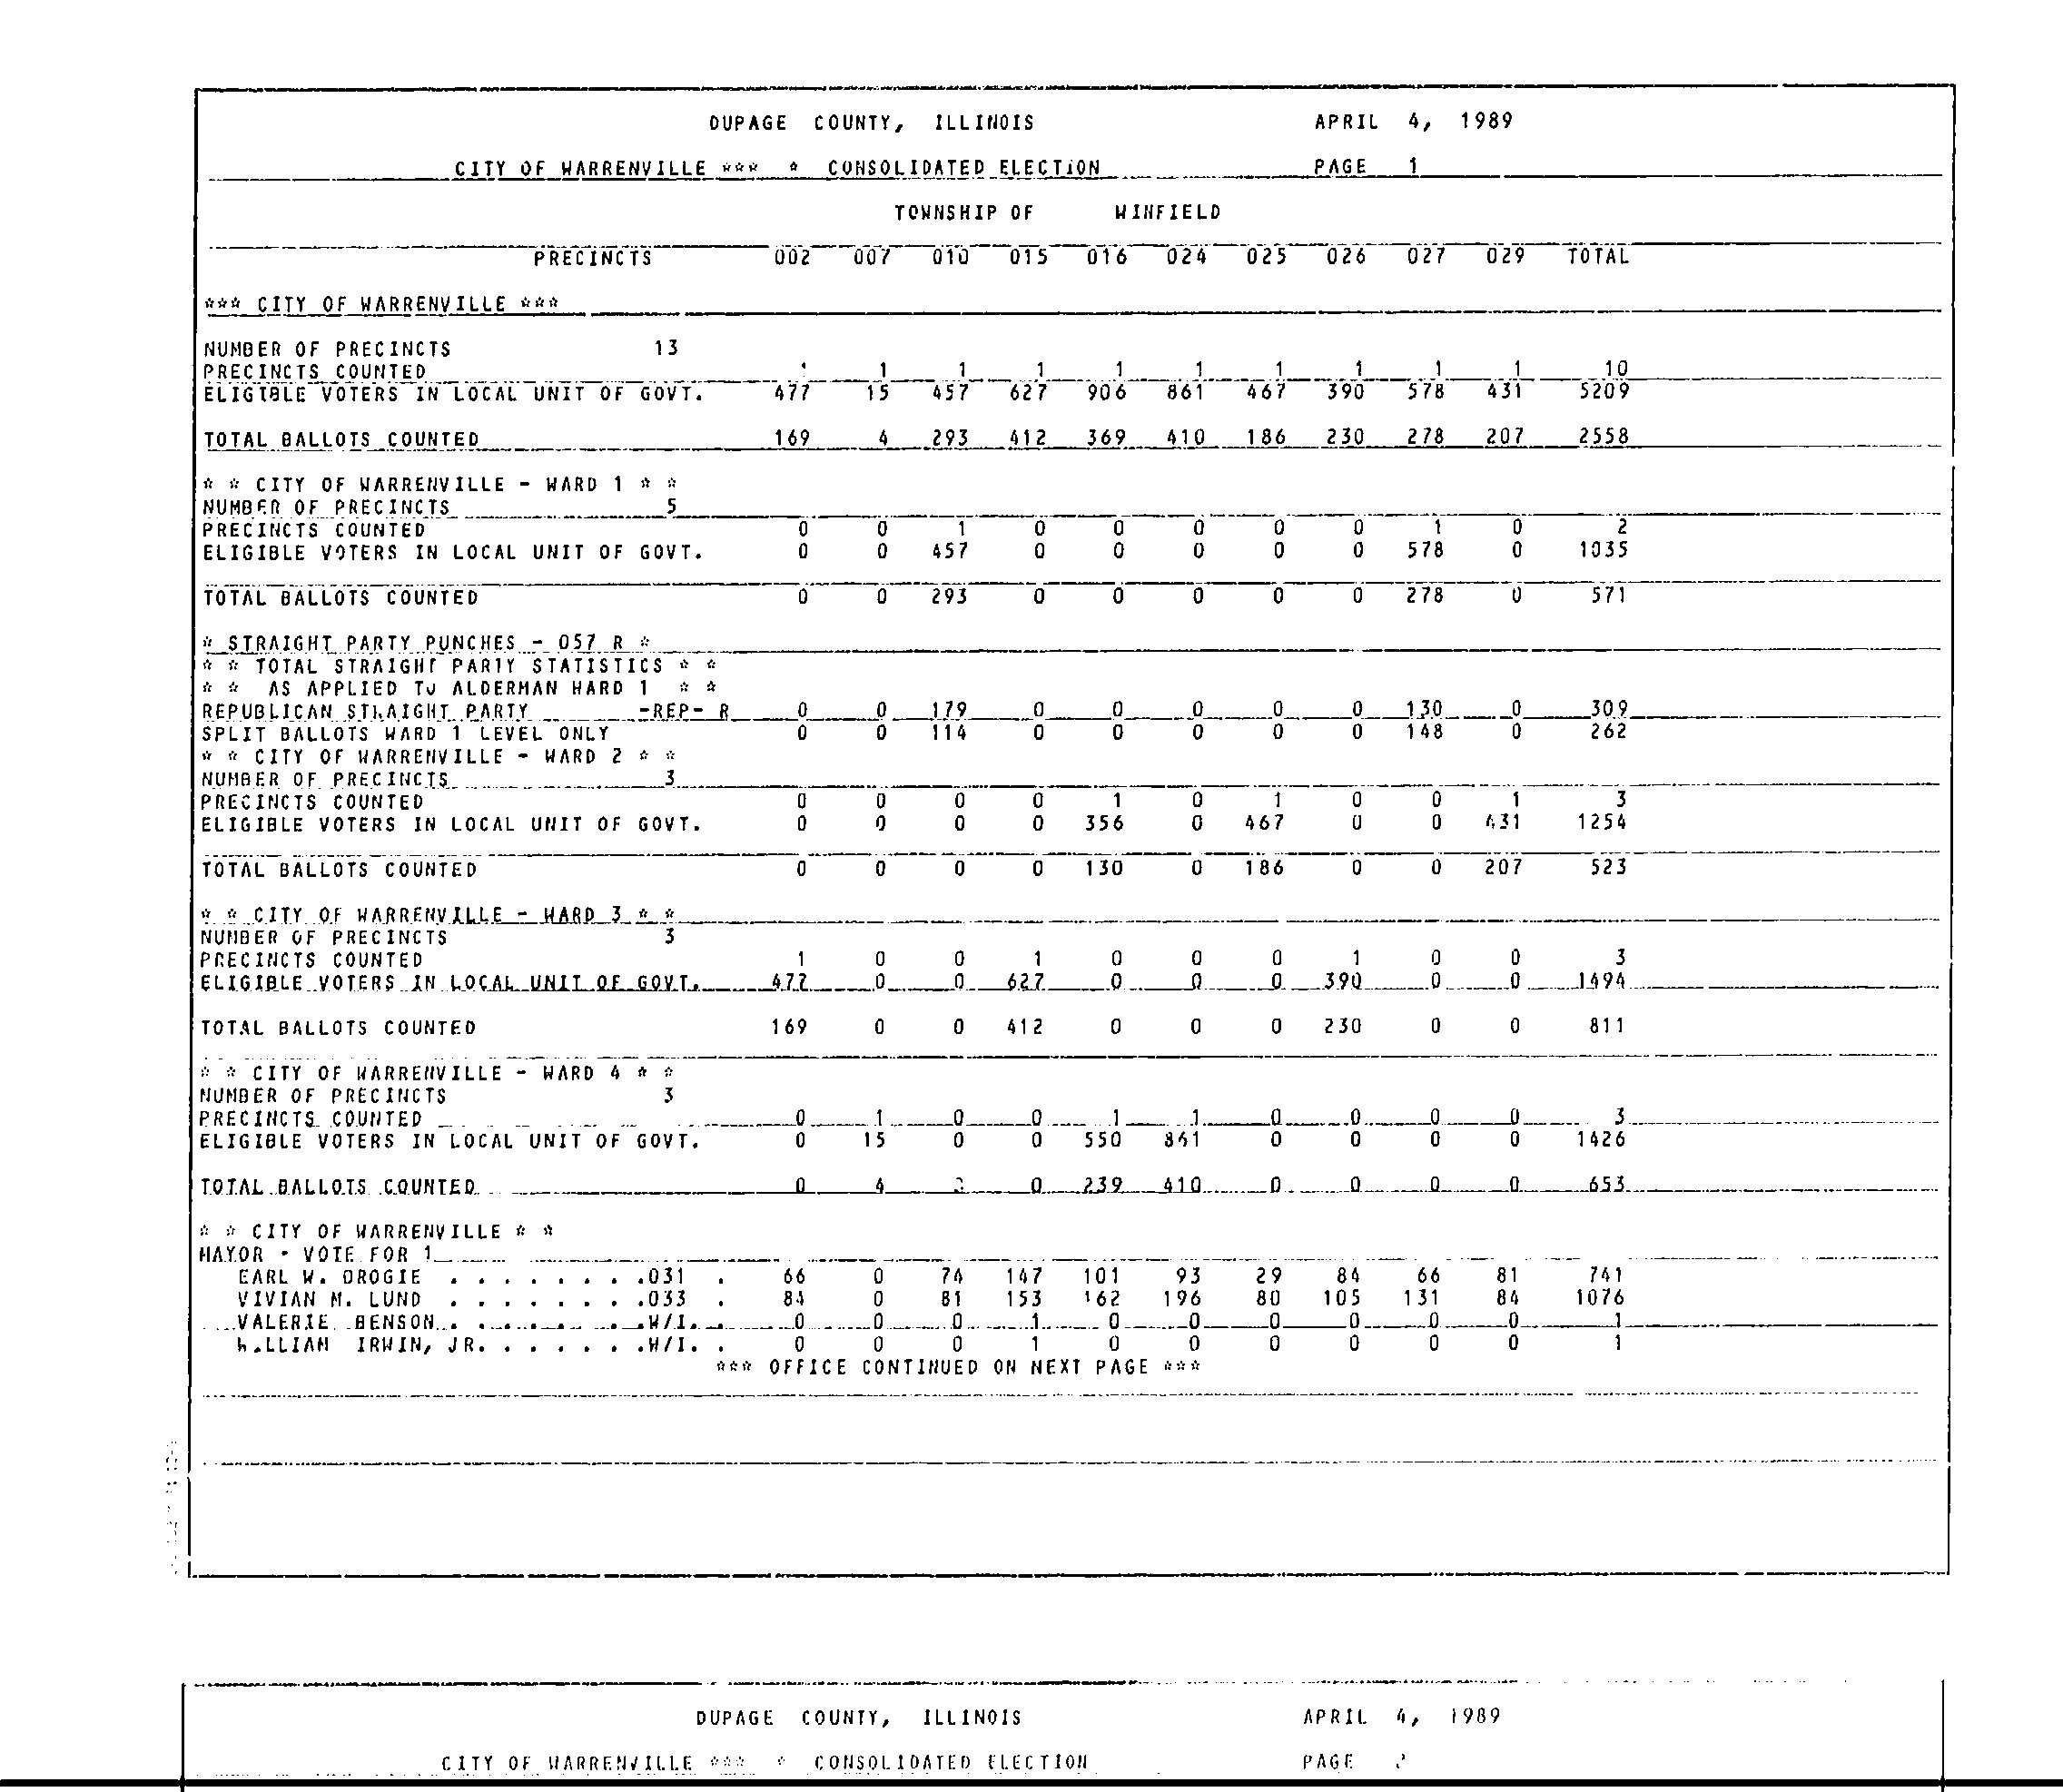 DUPAGE COUNTY, ILLINOIS APRIL 4, 1989
CITY OF WARRENVILLE *** * CONSOLIDATED ELECTION PAGE 1
TOWNSHIP OF WINFIELD
PRECINCTS 002 007 010 015 016 024 025 026 027 029 TOTAL
*** CITY OF WARRENVILLE ***
NUMBER OF PRECINCTS 13
PRECINCTS COUNTED 1 1 1 1 1 1 1 1 1 10
ELIGIBLE VOTERS IN LOCAL UNIT OF GOVT. 477 15 457 627 906 861 467 390 578 431 5209
TOTAL BALLOTS COUNTED 169 4 293 412 369 410 186 230 278 207 2558
* * CITY OF WARRENVILLE - WARD 1 * *
NUMBER OF PRECINCTS 5
PRECINCTS COUNTED 0 0 1 0 0 0 0 0 1 0 2
ELIGIBLE VOTERS IN LOCAL UNIT OF GOVT. 0 0 457 0 0 0 0 0 578 0 1035
TOTAL BALLOTS COUNTED 0 0 293 0 0 0 0 0 278 0 571
* STRAIGHT PARTY PUNCHES - 057 R *
* * TOTAL STRAIGHT PARTY STATISTICS * *
* * AS APPLIED TO ALDERMAN WARD 1 * *
REPUBLICAN STRAIGHT PARTY -REP- R 0 0 179 0 0 0 0 0 130 0 309
SPLIT BALLOTS WARD 1 LEVEL ONLY 0 0 114 0 0 0 0 0 148 0 262
* * CITY OF WARRENVILLE - WARD 2 * *
NUMBER OF PRECINCTS 3
PRECINCTS COUNTED 0 0 0 0 1 0 1 0 0 1 3
ELIGIBLE VOTERS IN LOCAL UNIT OF GOVT. 0 0 0 0 356 0 467 0 0 431 1254
TOTAL BALLOTS COUNTED 0 0 0 0 130 0 186 0 0 207 523
* * CITY OF WARRENVILLE - WARD 3 * *
NUMBER OF PRECINCTS 3
PRECINCTS COUNTED 1 0 0 1 0 0 0 1 0 0 3
ELIGIBLE VOTERS IN LOCAL UNIT OF GOVT. 477 0 0 627 0 0 0 390 0 0 1494
TOTAL BALLOTS COUNTED 169 0 0 412 0 0 0 230 0 0 811
* * CITY OF WARRENVILLE - WARD 4 * *
NUMBER OF PRECINCTS 3
PRECINCTS COUNTED 0 1 0 0 1 1 0 0 0 0 3
ELIGIBLE VOTERS IN LOCAL UNIT OF GOVT. 0 15 0 0 550 861 0 0 0 0 1426
TOTAL BALLOTS COUNTED 0 4 0 239 410 0 0 0 0 653
* * CITY OF WARRENVILLE * *
MAYOR - VOTE FOR 1
EARL W. DROGIE . . . . . . . .031 . 66 0 74 147 101 93 29 84 66 81 741
VIVIAN M. LUND . . . . . . . .033 . 84 0 81 153 162 196 80 105 131 84 1076
VALERIE BENSON. . . . . . . .W/I. . 0 0 0 1 0 0 0 0 0 0 1
WILLIAM IRWIN, JR. . . . . . .W/I. . 0 0 0 1 0 0 0 0 0 0 1
*** OFFICE CONTINUED ON NEXT PAGE ***
DUPAGE COUNTY, ILLINOIS APRIL 4, 1989
CITY OF WARRENVILLE *** * CONSOLIDATED ELECTION PAGE